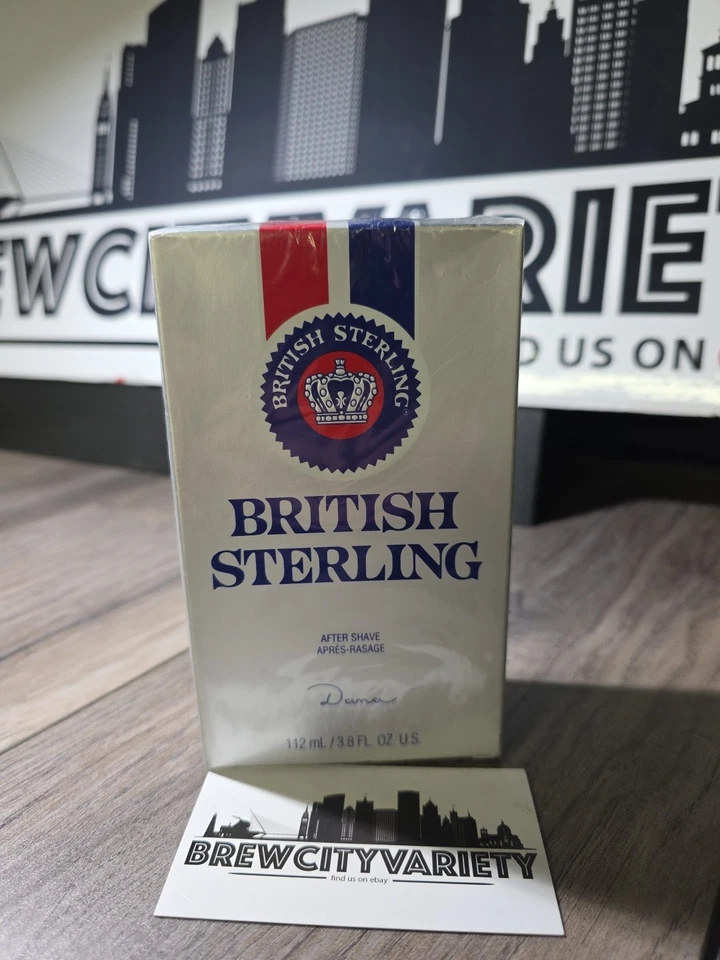 BRITISH STERLING
BRITISH
STERLING
AFTER SHAVE
APRÈS-RASAGE
Dana
112 mL / 3.8 FL. OZ. U.S.
BREWCITYVARIETY
find us on ebay
US ON